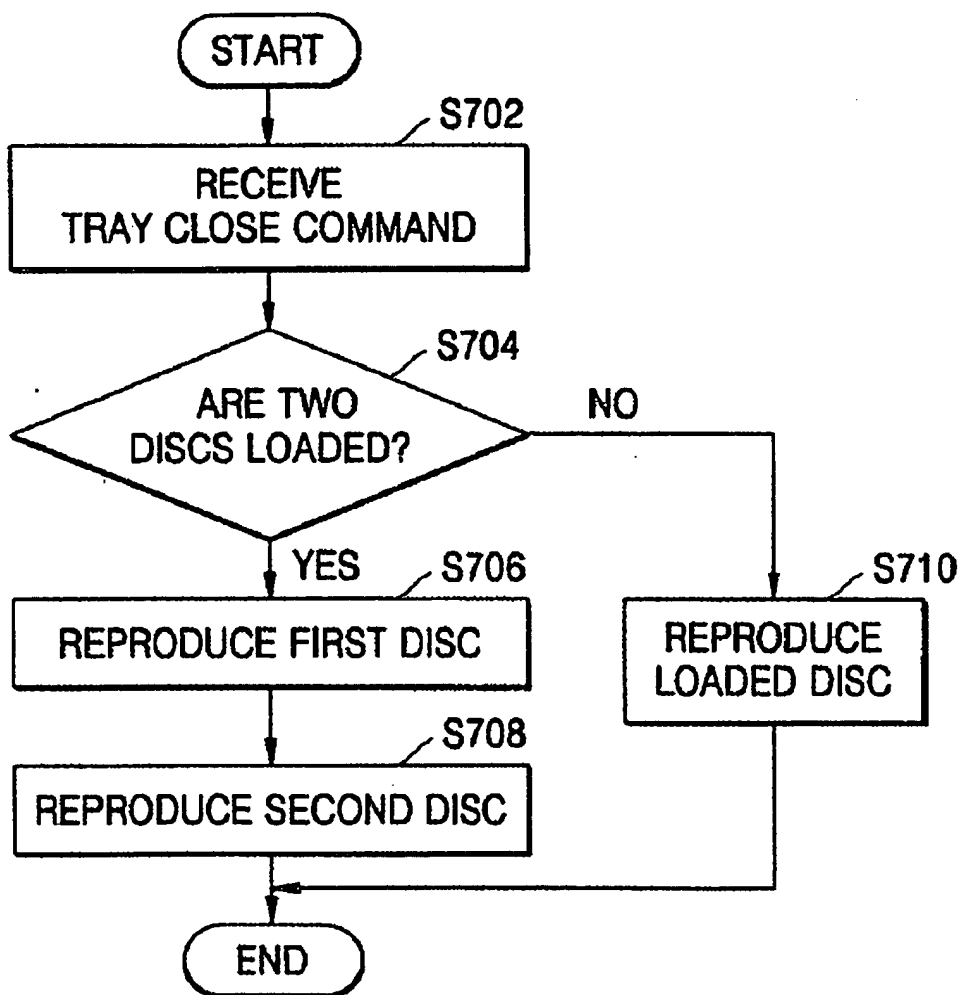 START
S702
RECEIVE
TRAY CLOSE COMMAND
S704
ARE TWO
DISCS LOADED?
NO
YES
S706
REPRODUCE FIRST DISC
S710
REPRODUCE
LOADED DISC
S708
REPRODUCE SECOND DISC
END